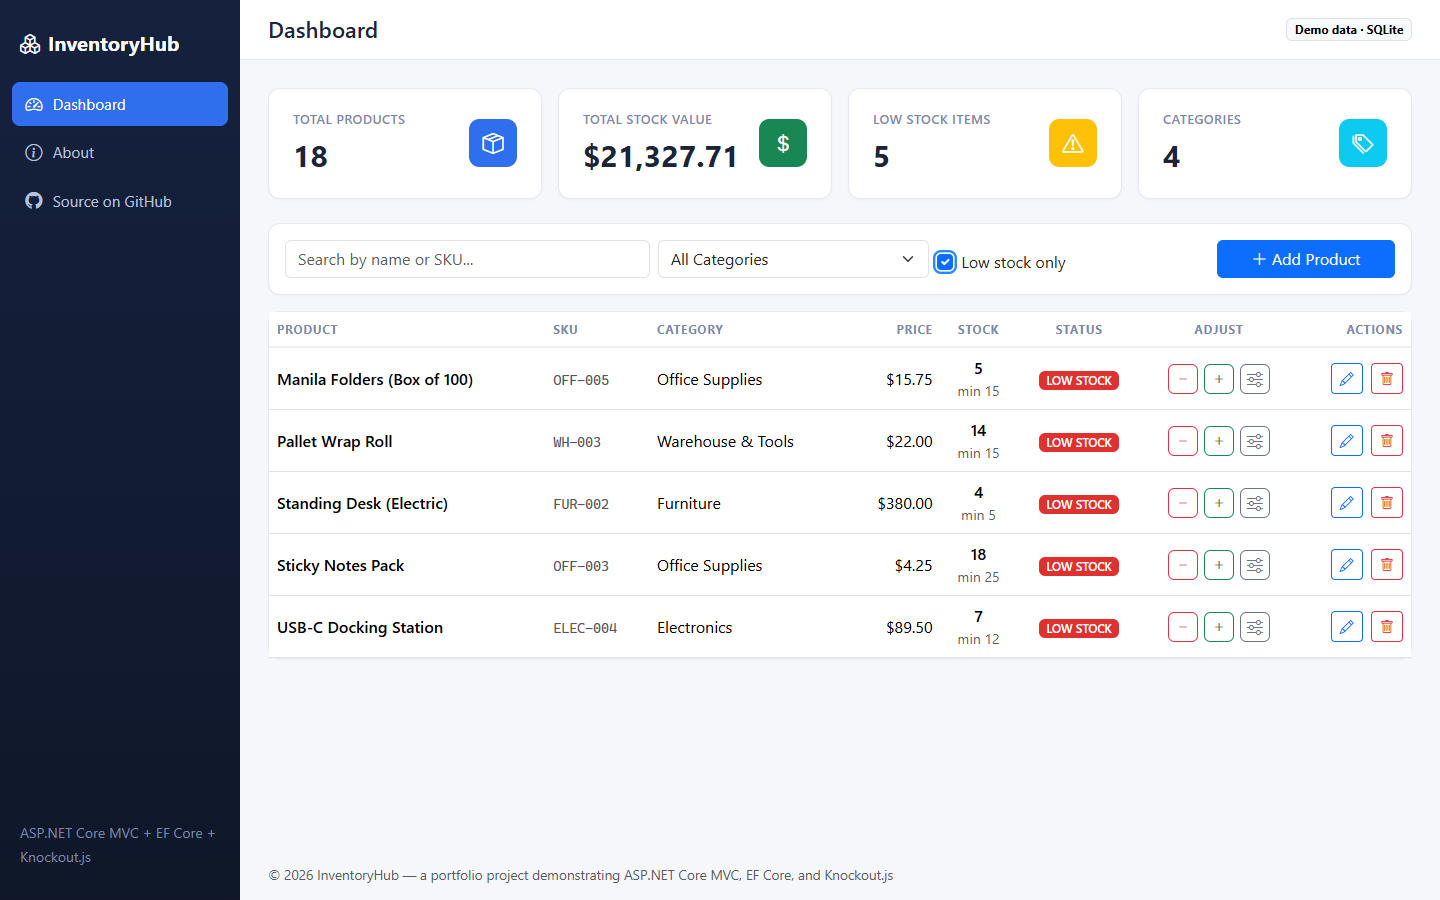 InventoryHub
Dashboard
About
Source on GitHub
ASP.NET Core MVC + EF Core +
Knockout.js
Dashboard
Demo data · SQLite
TOTAL PRODUCTS
18
TOTAL STOCK VALUE
$21,327.71
$
LOW STOCK ITEMS
5
CATEGORIES
4
Search by name or SKU...
All Categories
Low stock only
+ Add Product
PRODUCT SKU CATEGORY PRICE STOCK STATUS ADJUST ACTIONS
Manila Folders (Box of 100) OFF-005 Office Supplies $15.75 5 LOW STOCK − +
min 15
Pallet Wrap Roll WH-003 Warehouse & Tools $22.00 14 LOW STOCK − +
min 15
Standing Desk (Electric) FUR-002 Furniture $380.00 4 LOW STOCK − +
min 5
Sticky Notes Pack OFF-003 Office Supplies $4.25 18 LOW STOCK − +
min 25
USB-C Docking Station ELEC-004 Electronics $89.50 7 LOW STOCK − +
min 12
© 2026 InventoryHub — a portfolio project demonstrating ASP.NET Core MVC, EF Core, and Knockout.js